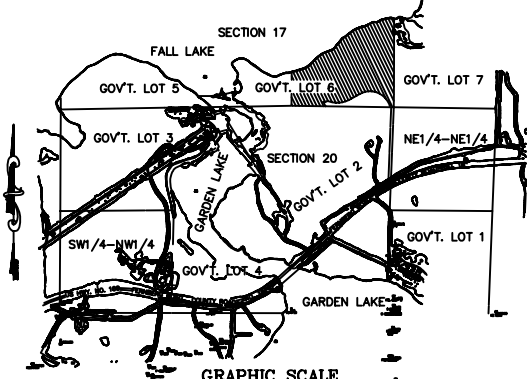 SECTION 17
FALL LAKE
GOV'T. LOT 5
GOV'T. LOT 6
GOV'T. LOT 7
GOV'T. LOT 3
NE1/4-NE1/4
SECTION 20
GARDEN LAKE
GOV'T. LOT 2
SW1/4-NW1/4
GOV'T. LOT 1
GOV'T. LOT 4
GARDEN LAKE
GRAPHIC SCALE